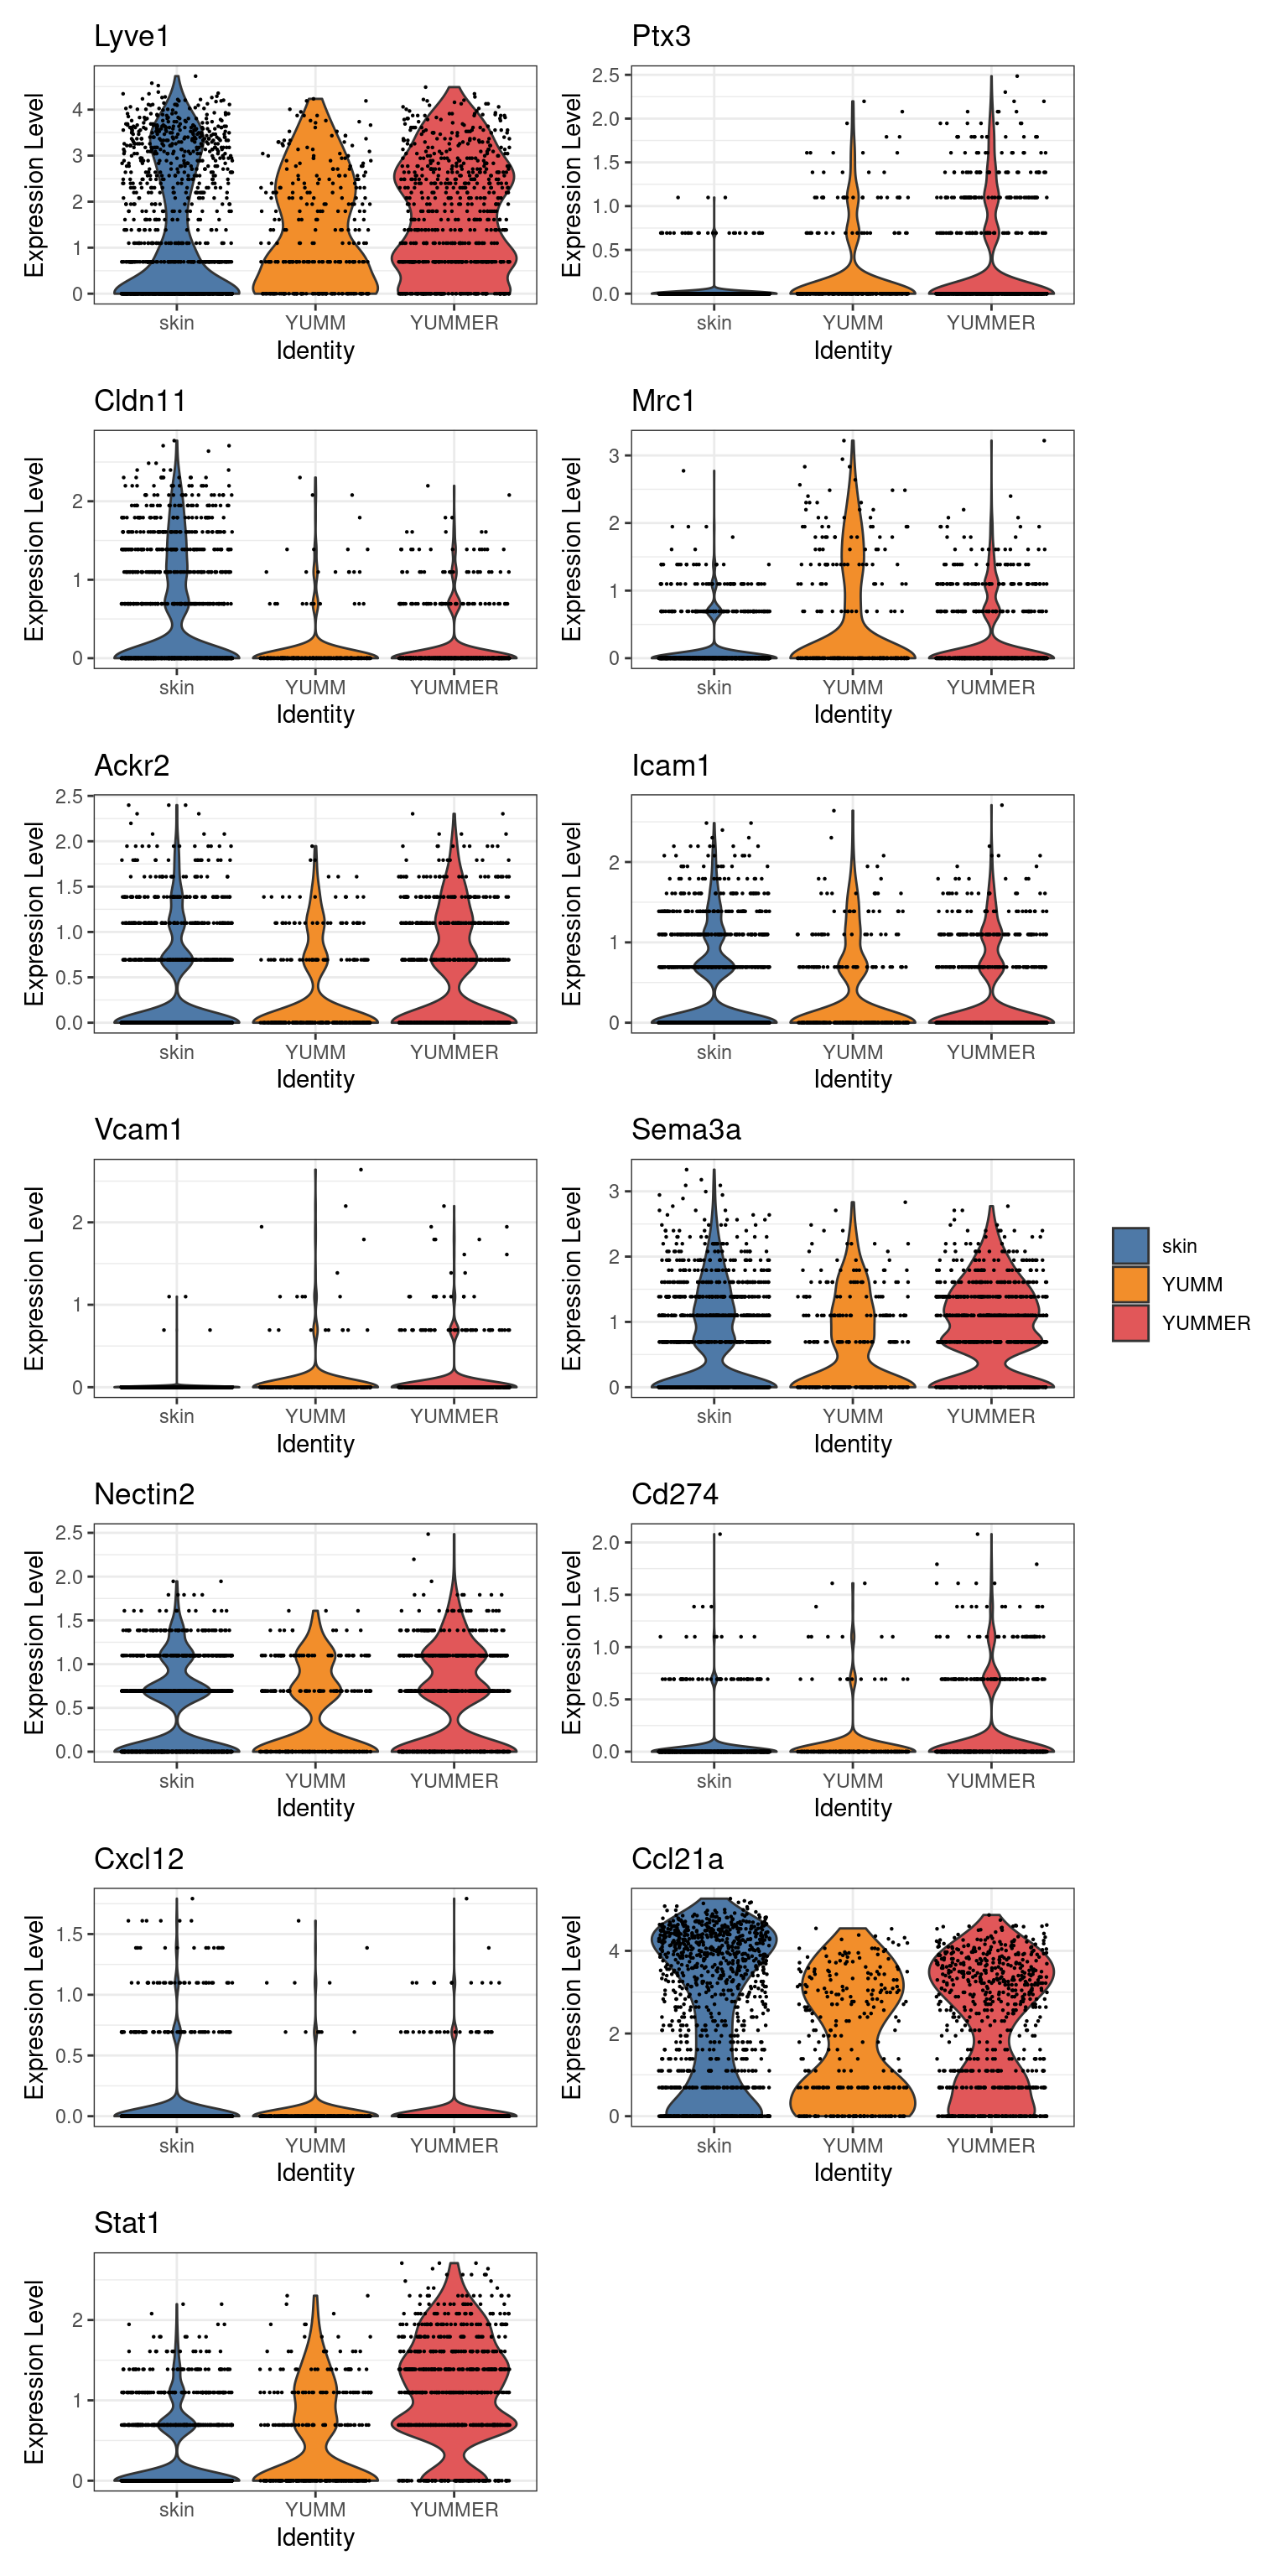 Lyve1
Expression Level
4
3
2
1
0
skin YUMM YUMMER
Identity
Ptx3
Expression Level
2.5
2.0
1.5
1.0
0.5
0.0
skin YUMM YUMMER
Identity
Cldn11
Expression Level
2
1
0
skin YUMM YUMMER
Identity
Mrc1
Expression Level
3
2
1
0
skin YUMM YUMMER
Identity
Ackr2
Expression Level
2.5
2.0
1.5
1.0
0.5
0.0
skin YUMM YUMMER
Identity
Icam1
Expression Level
2
1
0
skin YUMM YUMMER
Identity
Vcam1
Expression Level
2
1
0
skin YUMM YUMMER
Identity
Sema3a
Expression Level
3
2
1
0
skin YUMM YUMMER
Identity
skin
YUMM
YUMMER
Nectin2
Expression Level
2.5
2.0
1.5
1.0
0.5
0.0
skin YUMM YUMMER
Identity
Cd274
Expression Level
2.0
1.5
1.0
0.5
0.0
skin YUMM YUMMER
Identity
Cxcl12
Expression Level
1.5
1.0
0.5
0.0
skin YUMM YUMMER
Identity
Ccl21a
Expression Level
4
2
0
skin YUMM YUMMER
Identity
Stat1
Expression Level
2
1
0
skin YUMM YUMMER
Identity